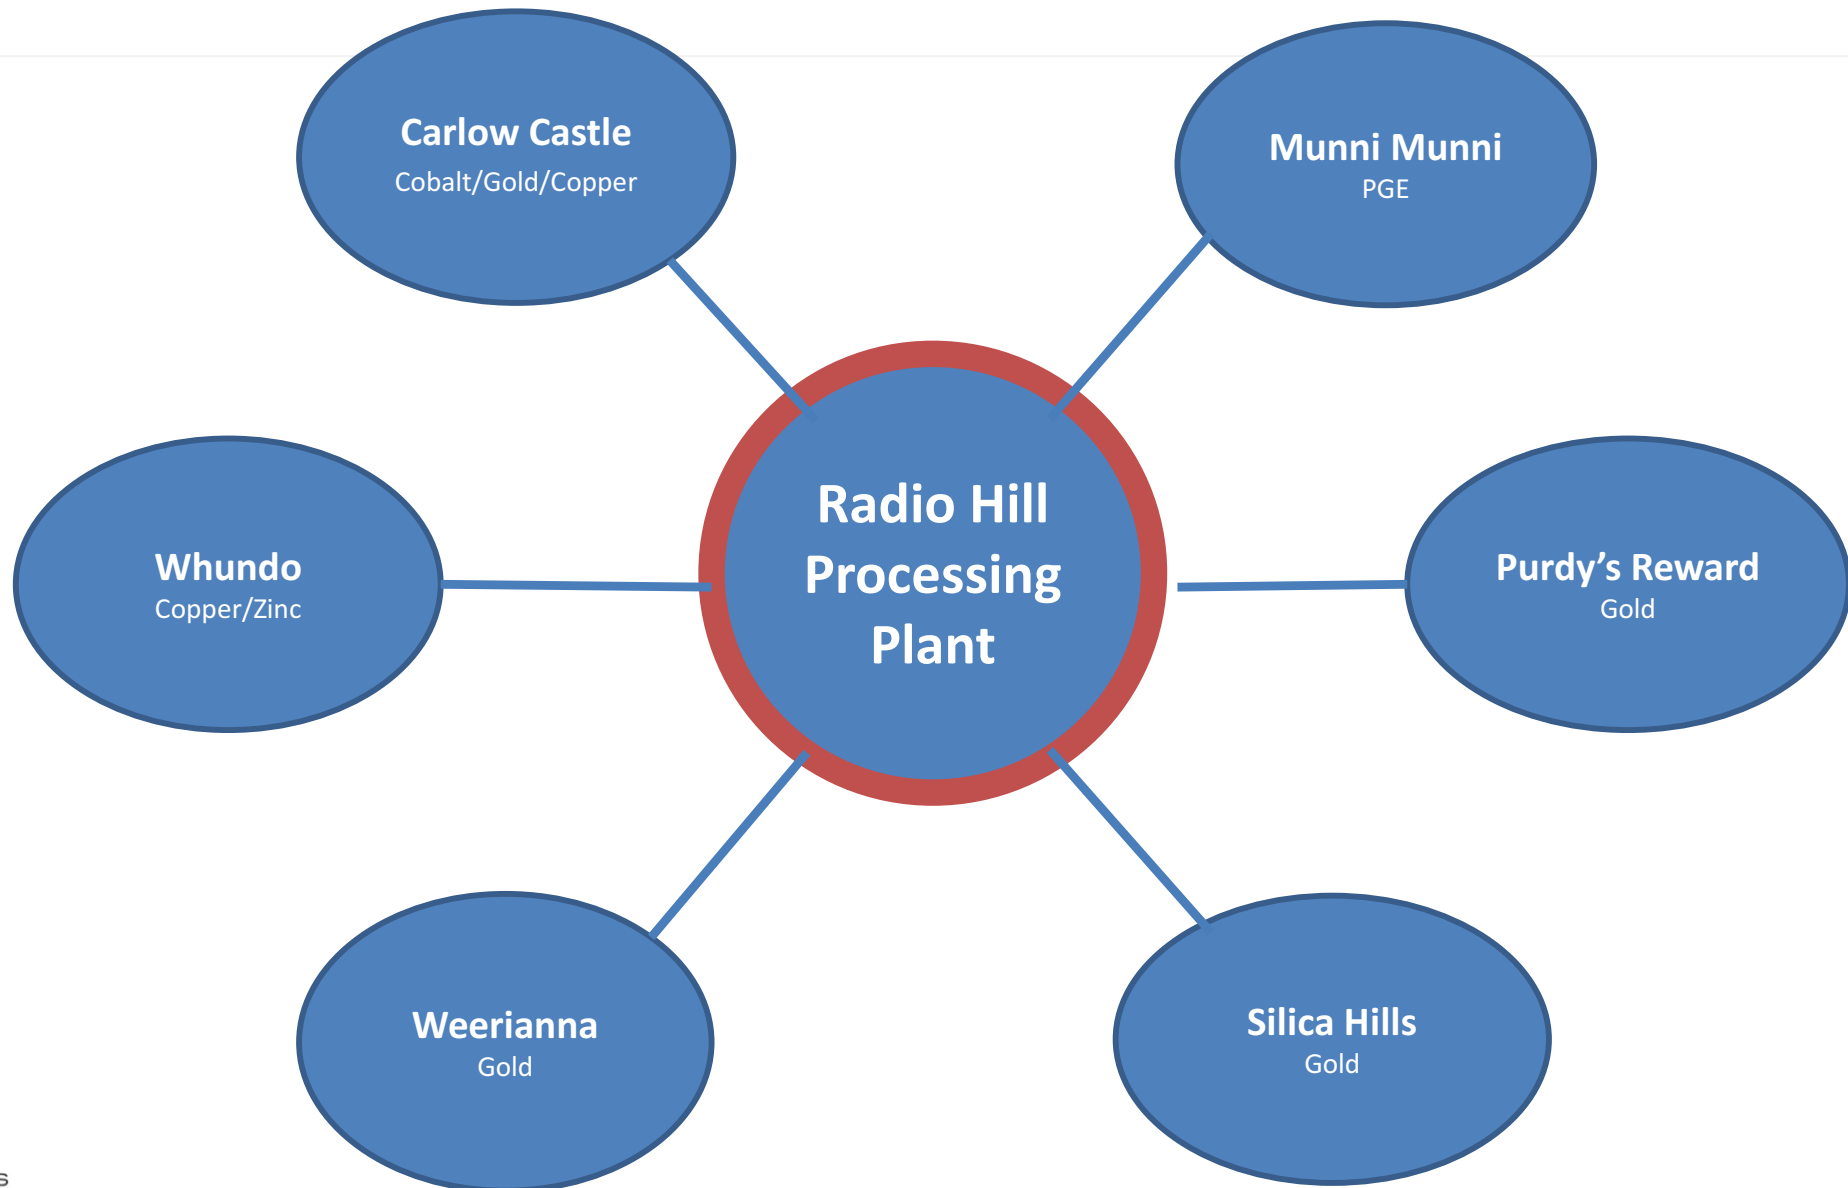 Carlow Castle
Cobalt/Gold/Copper
Munni Munni
PGE
Radio Hill
Processing
Plant
Whundo
Copper/Zinc
Purdy’s Reward
Gold
Weerianna
Gold
Silica Hills
Gold
s